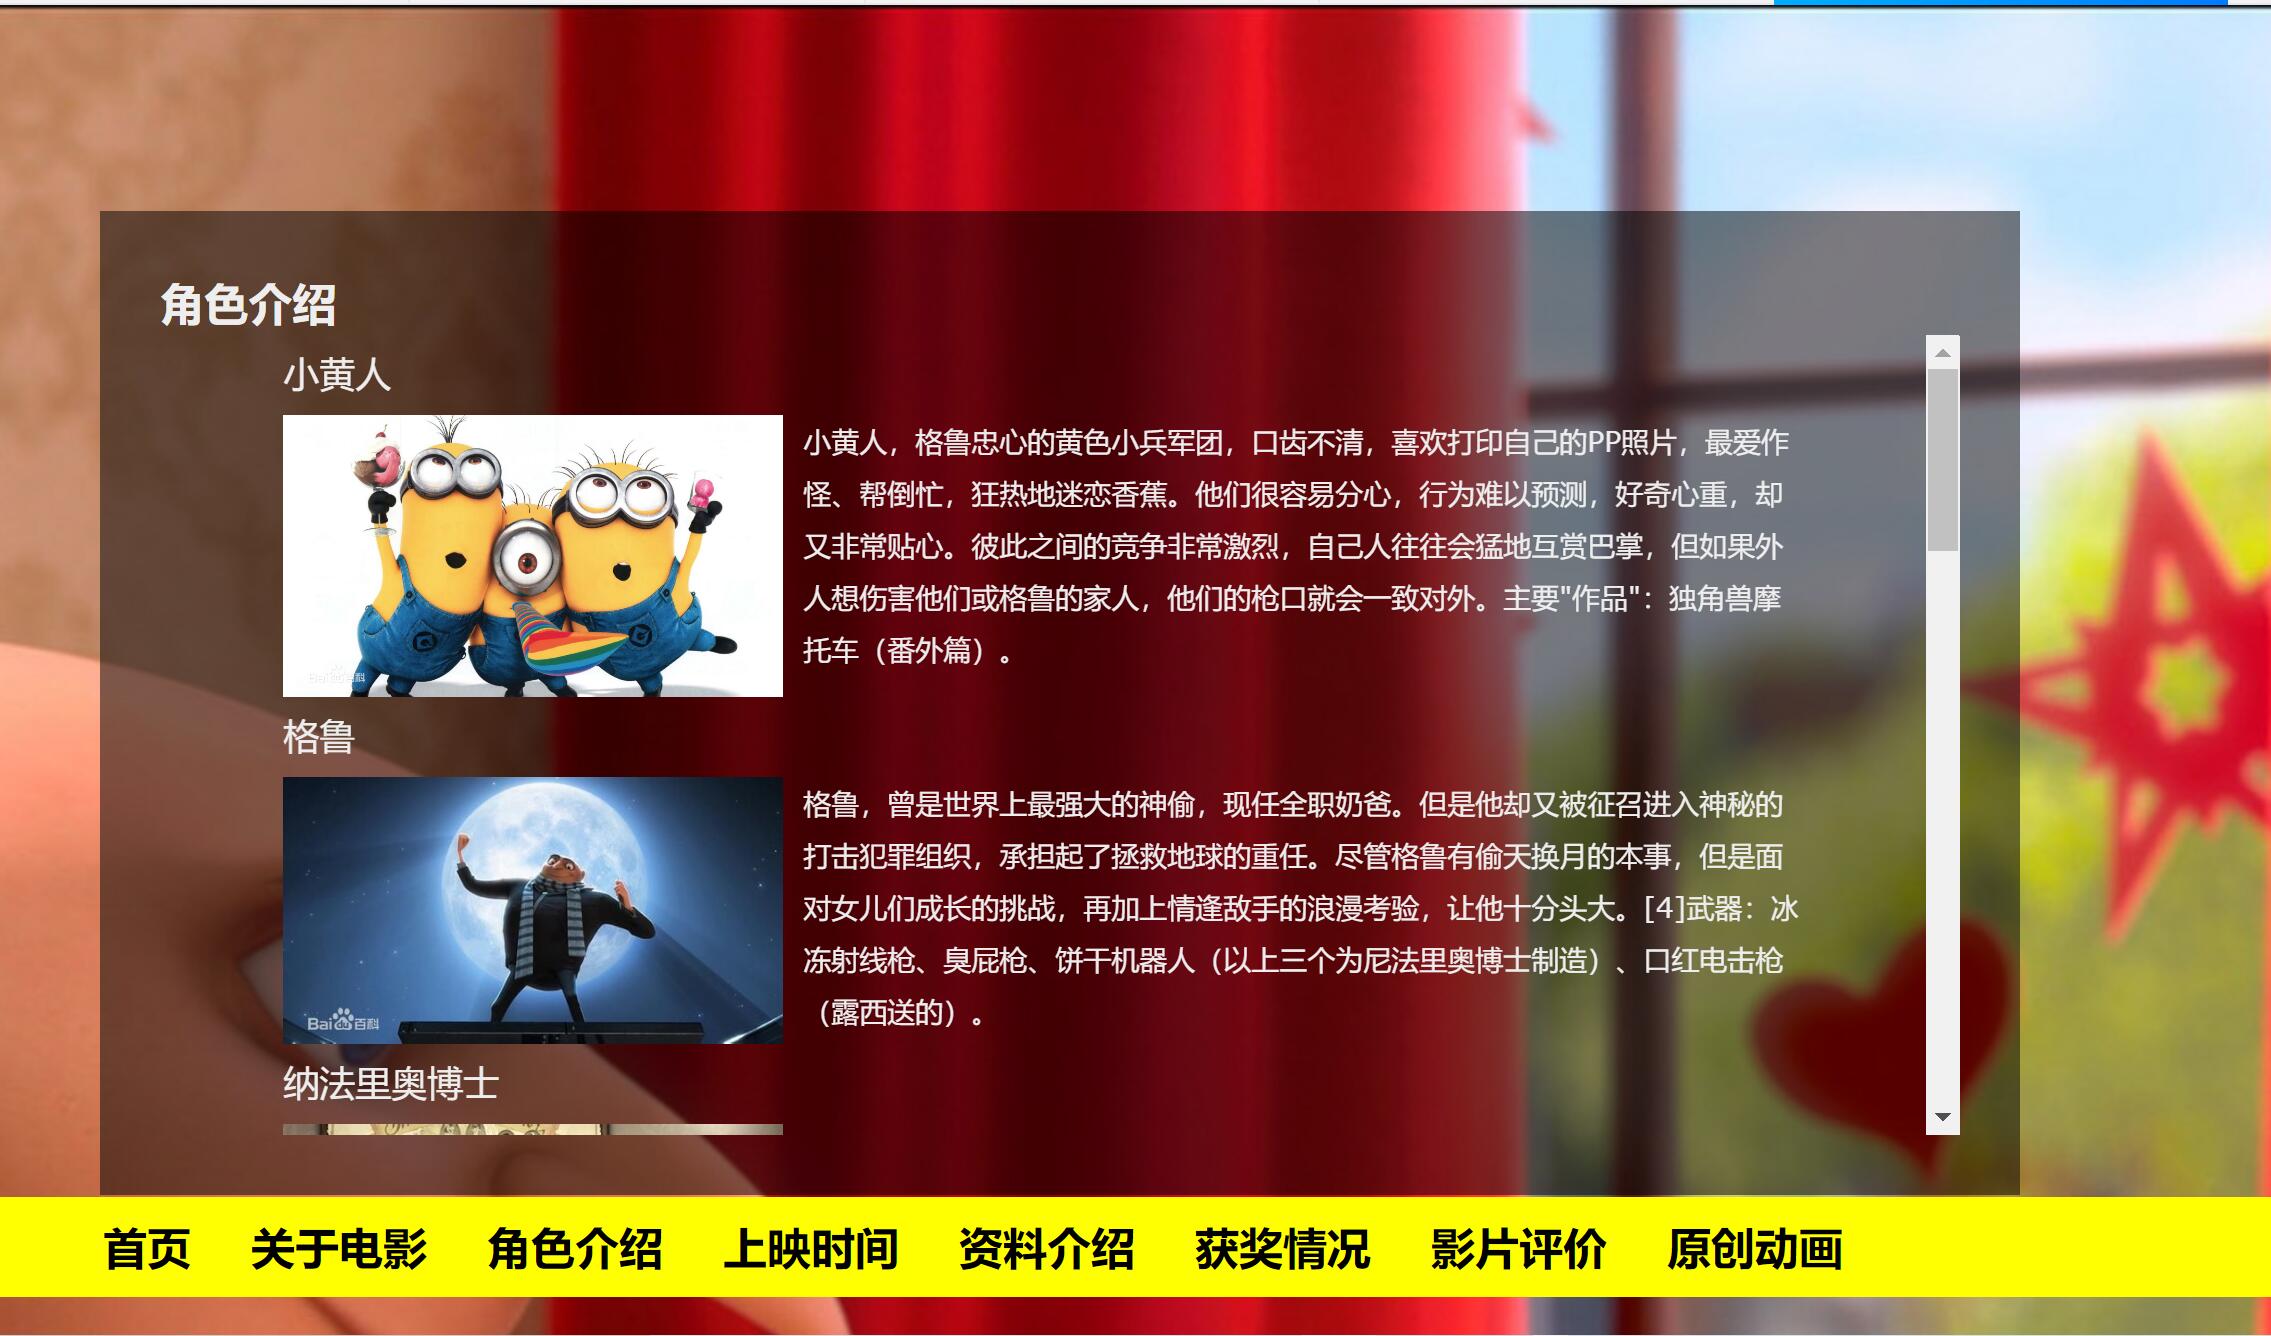 角色介绍
小黄人
小黄人，格鲁忠心的黄色小兵军团，口齿不清，喜欢打印自己的PP照片，最爱作
怪、帮倒忙，狂热地迷恋香蕉。他们很容易分心，行为难以预测，好奇心重，却
又非常贴心。彼此之间的竞争非常激烈，自己人往往会猛地互赏巴掌，但如果外
人想伤害他们或格鲁的家人，他们的枪口就会一致对外。主要"作品"：独角兽摩
托车（番外篇）。
Bai du 百科
格鲁
格鲁，曾是世界上最强大的神偷，现任全职奶爸。但是他却又被征召进入神秘的
打击犯罪组织，承担起了拯救地球的重任。尽管格鲁有偷天换月的本事，但是面
对女儿们成长的挑战，再加上情逢敌手的浪漫考验，让他十分头大。[4]武器：冰
冻射线枪、臭屁枪、饼干机器人（以上三个为尼法里奥博士制造）、口红电击枪
（露西送的）。
Bai du 百科
纳法里奥博士
首页 关于电影 角色介绍 上映时间 资料介绍 获奖情况 影片评价 原创动画